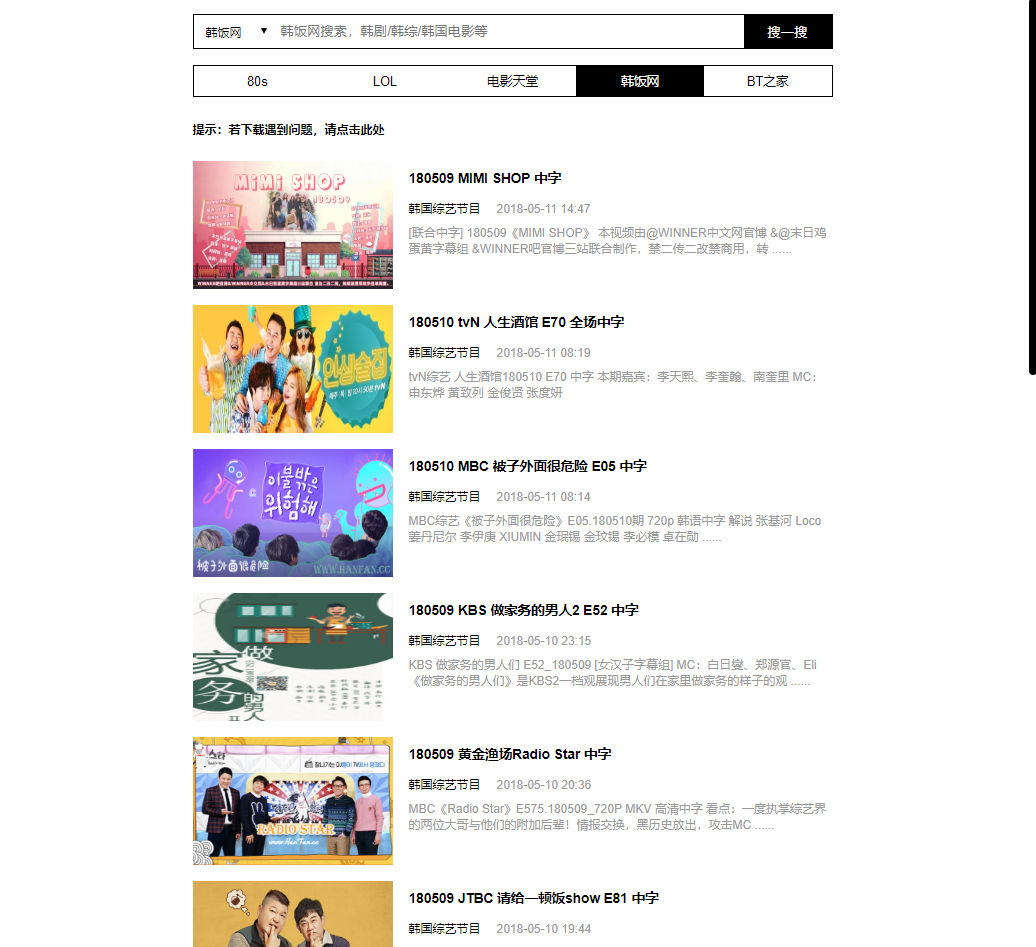 韩饭网 ▼ 韩饭网搜索，韩剧/韩综/韩国电影等 搜一搜
80s LOL 电影天堂 韩饭网 BT之家
提示：若下载遇到问题，请点击此处
MiMi SHOP
180509
180509 MIMI SHOP 中字
韩国综艺节目 2018-05-11 14:47
[联合中字] 180509《MIMI SHOP》 本视频由@WINNER中文网官博 &@末日鸡
蛋黄字幕组 &WINNER吧官博三站联合制作，禁二传二改禁商用，转 ......
인생술집
180510 tvN 人生酒馆 E70 全场中字
韩国综艺节目 2018-05-11 08:19
tvN综艺 人生酒馆180510 E70 中字 本期嘉宾：李天熙、李奎翰、南奎里 MC：
申东烨 黄致列 金俊贤 张度妍
이불밖은
위험해
被子外面很危险
WWW.HANFAN.CC
180510 MBC 被子外面很危险 E05 中字
韩国综艺节目 2018-05-11 08:14
MBC综艺《被子外面很危险》E05.180510期 720p 韩语中字 解说 张基河 Loco
姜丹尼尔 李伊庚 XIUMIN 金珉锡 金玟锡 李必模 卓在勋 ......
做
家
务
的
男
人
180509 KBS 做家务的男人2 E52 中字
韩国综艺节目 2018-05-10 23:15
KBS 做家务的男人们 E52_180509 [女汉子字幕组] MC：白日燮、郑源官、Eli
《做家务的男人们》是KBS2一档观展现男人们在家里做家务的样子的观 ......
스타
RADIO STAR
www.HanFan.cc
180509 黄金渔场Radio Star 中字
韩国综艺节目 2018-05-10 20:36
MBC《Radio Star》E575.180509_720P MKV 高清中字 看点：一度执掌综艺界
的两位大哥与他们的附加后辈！情报交换，黑历史放出，攻击MC ......
180509 JTBC 请给一顿饭show E81 中字
韩国综艺节目 2018-05-10 19:44